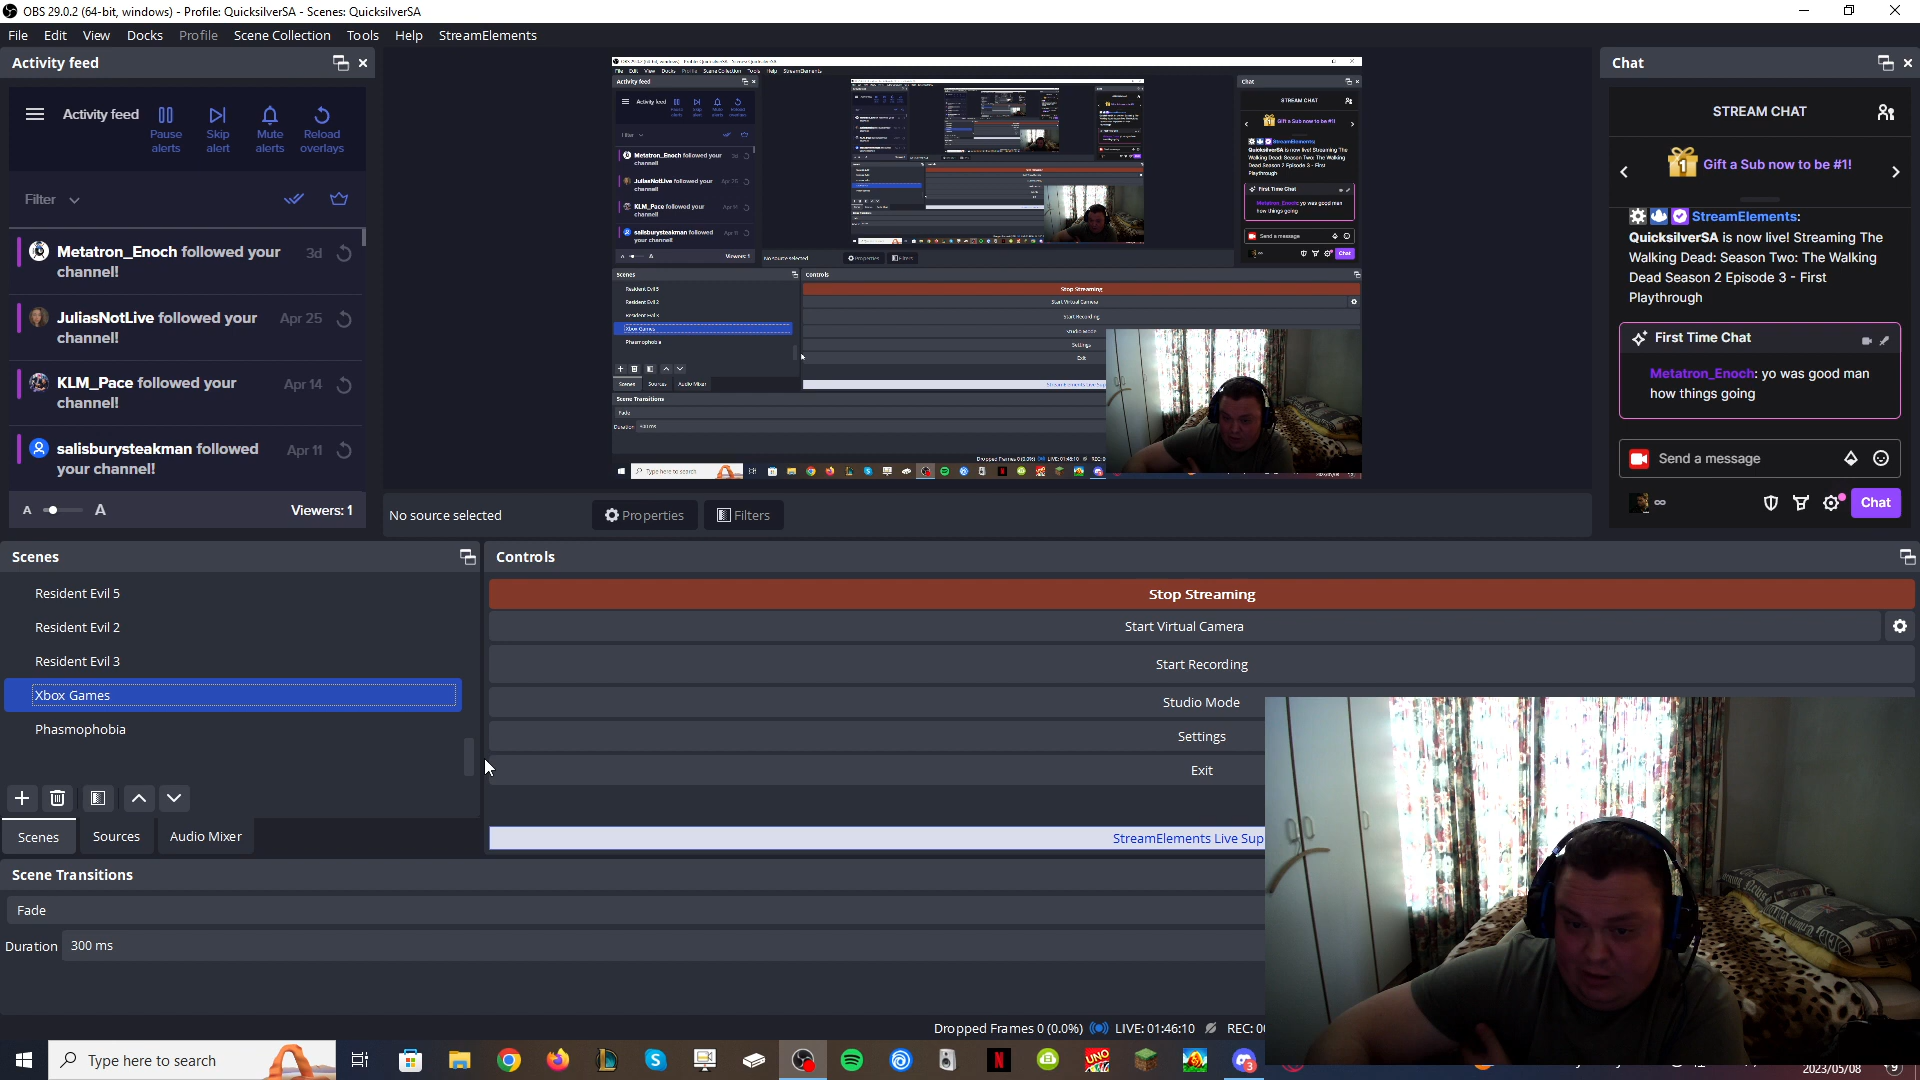 OBS 29.0.2 (64-bit, windows) - Profile: QuicksilverSA - Scenes: QuicksilverSA
File Edit View Docks Profile Scene Collection Tools Help StreamElements
Activity feed
Activity feed
Pause alerts
Skip alert
Mute alerts
Reload overlays
Filter
Metatron_Enoch followed your channel! 3d
JuliasNotLive followed your channel! Apr 25
KLM_Pace followed your channel! Apr 14
salisburysteakman followed your channel! Apr 11
A A Viewers: 1
No source selected
Properties
Filters
Chat
STREAM CHAT
1 Gift a Sub now to be #1!
StreamElements:
QuicksilverSA is now live! Streaming The
Walking Dead: Season Two: The Walking
Dead Season 2 Episode 3 - First
Playthrough
First Time Chat
Metatron_Enoch: yo was good man
how things going
Send a message
∞
Chat
Scenes
Resident Evil 5
Resident Evil 2
Resident Evil 3
Xbox Games
Phasmophobia
Scenes Sources Audio Mixer
Controls
Stop Streaming
Start Virtual Camera
Start Recording
Studio Mode
Settings
Exit
StreamElements Live Sup
Scene Transitions
Fade
Duration 300 ms
Dropped Frames 0 (0.0%) LIVE: 01:46:10 REC:
Type here to search
UNO
3
2023/05/08
9